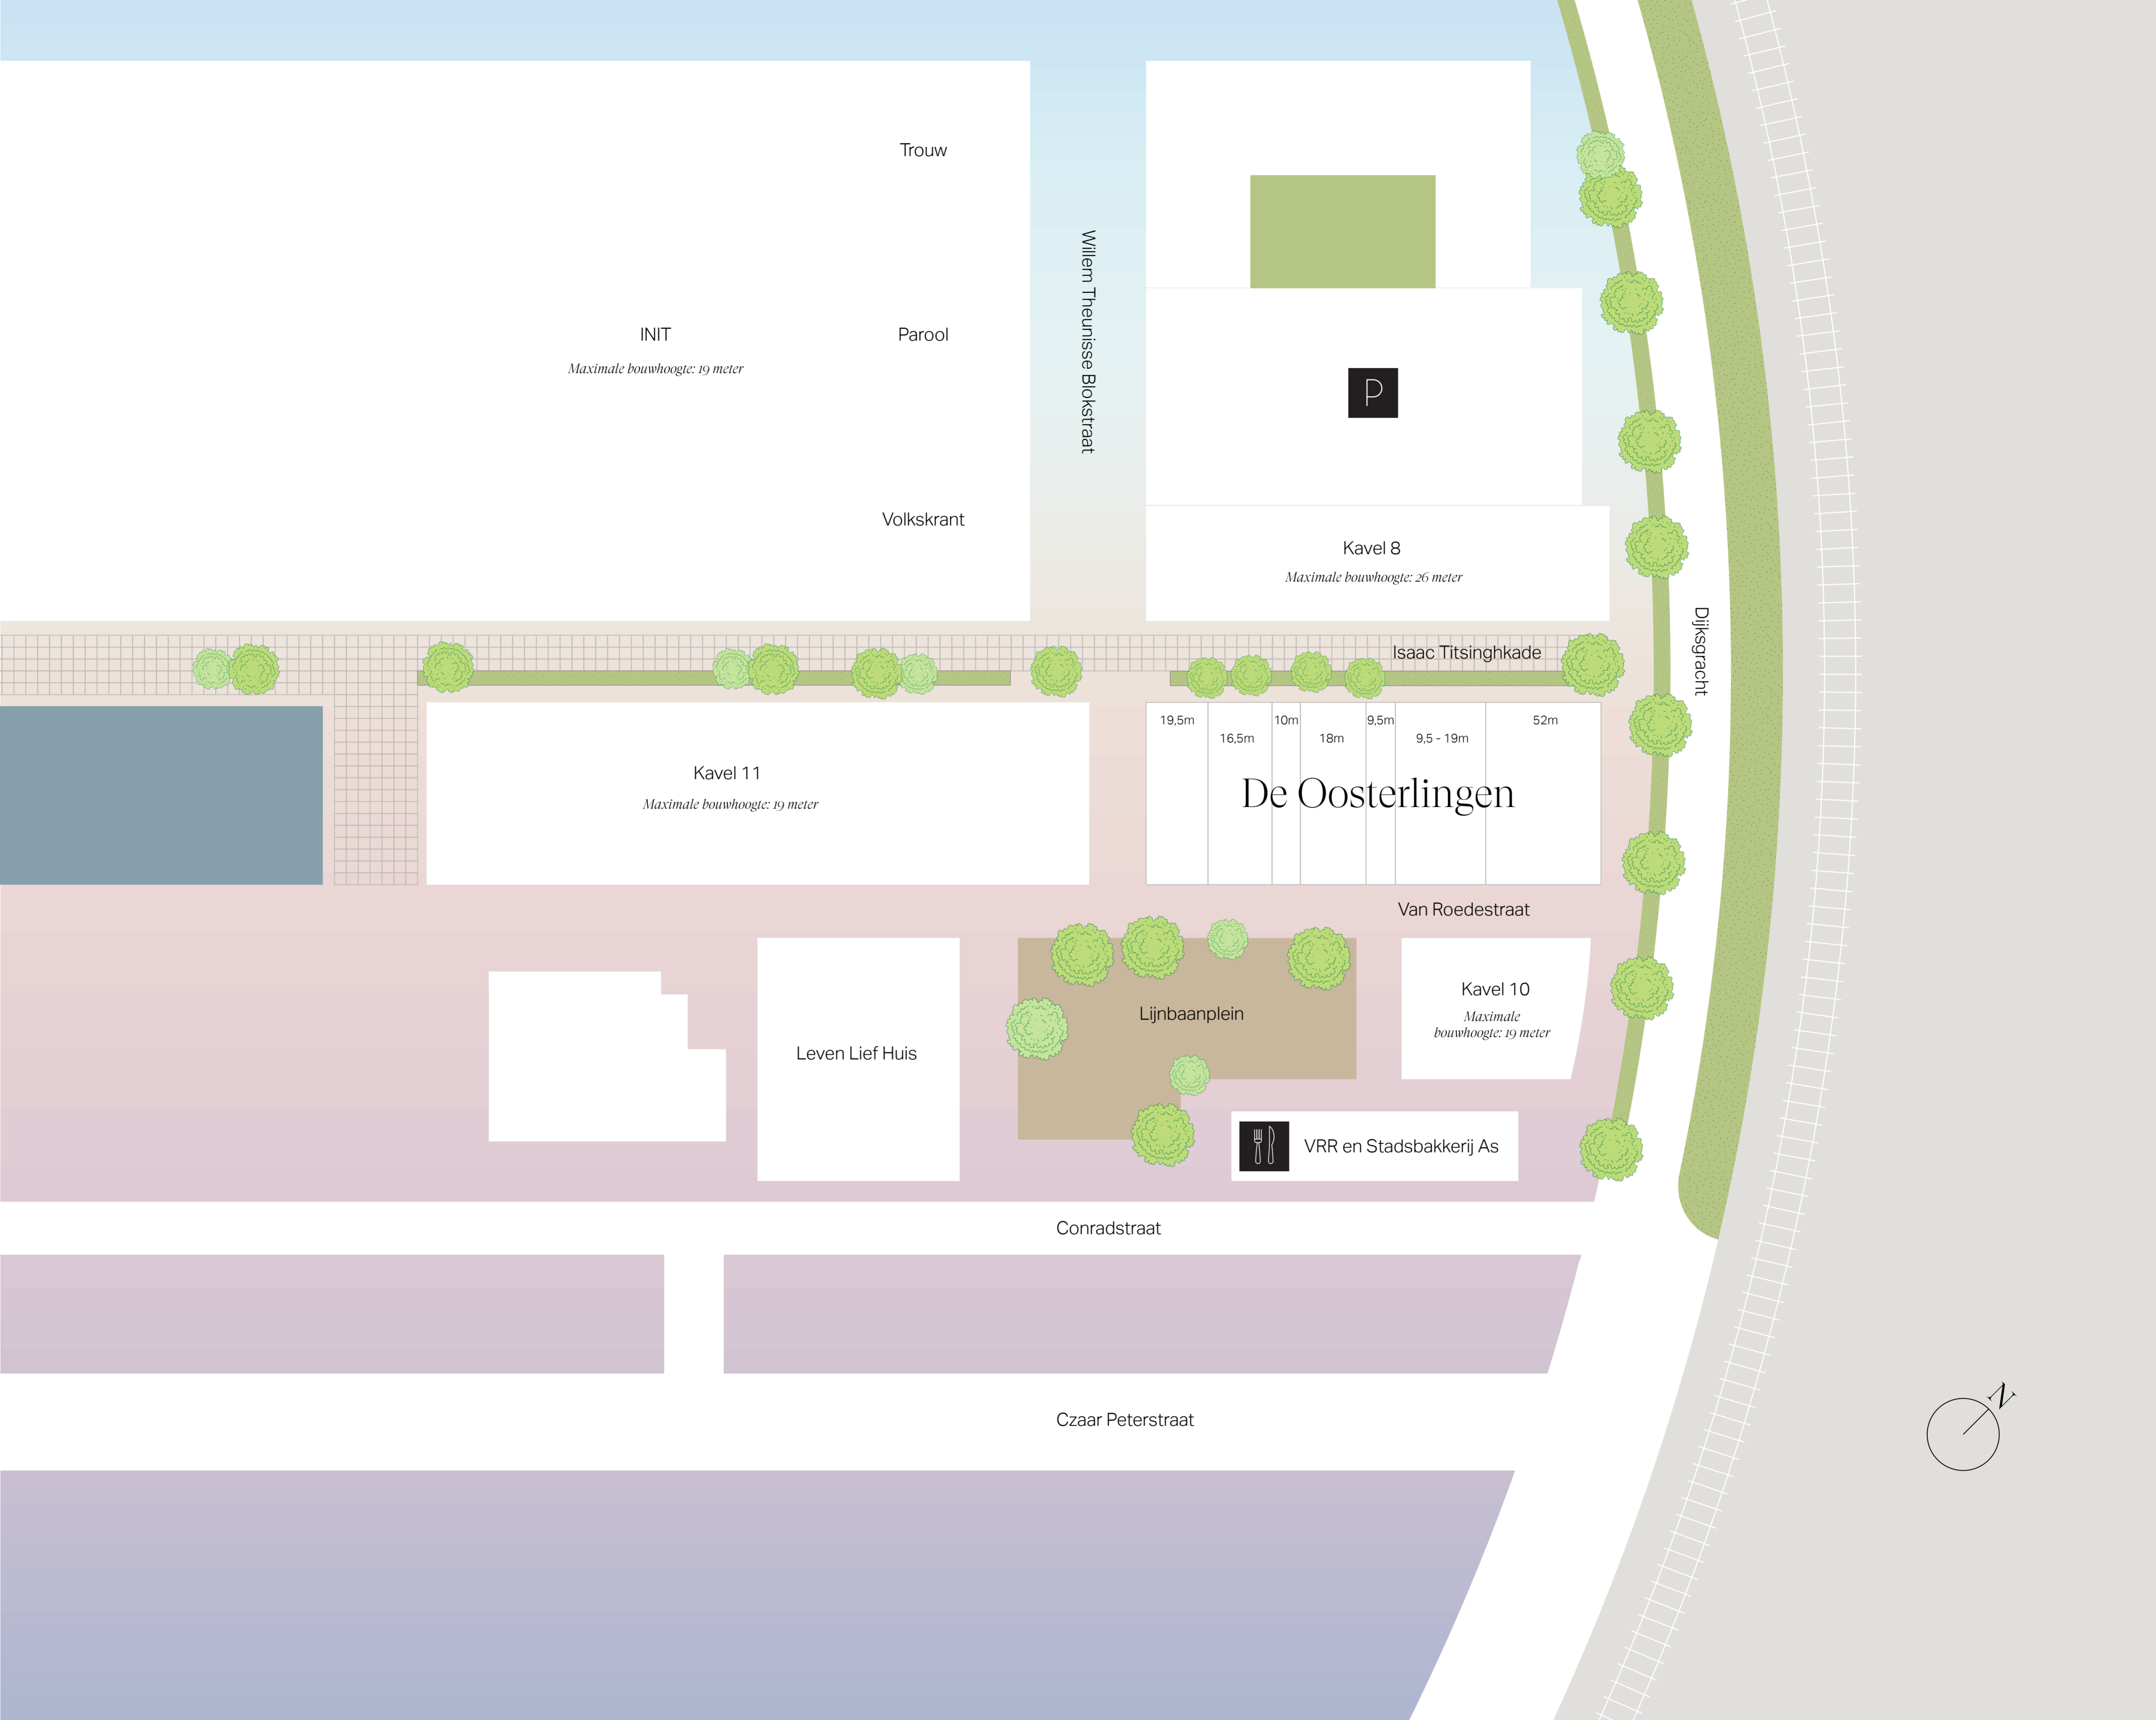 Trouw
Willem Theunisse Blokstraat
INIT
Maximale bouwhoogte: 19 meter
Parool
P
Volkskrant
Kavel 8
Maximale bouwhoogte: 26 meter
Isaac Titsinghkade
Dijksgracht
19,5m
16,5m
10m
18m
9,5m
9,5 - 19m
52m
De Oosterlingen
Kavel 11
Maximale bouwhoogte: 19 meter
Van Roedestraat
Kavel 10
Maximale
bouwhoogte: 19 meter
Lijnbaanplein
Leven Lief Huis
VRR en Stadsbakkerij As
Conradstraat
Czaar Peterstraat
N